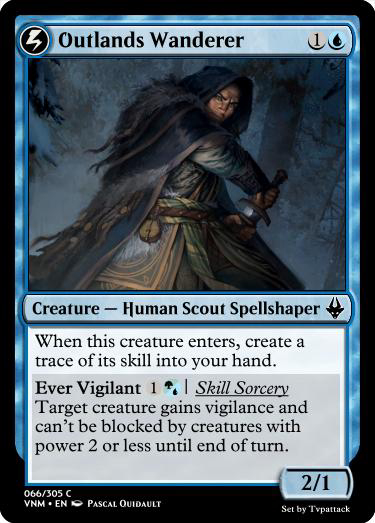 Outlands Wanderer 1
Creature — Human Scout Spellshaper
When this creature enters, create a
trace of its skill into your hand.
Ever Vigilant 1 | Skill Sorcery
Target creature gains vigilance and
can't be blocked by creatures with
power 2 or less until end of turn.
2/1
066/305 C
VNM • EN Pascal Quidault
Set by Tvpattack